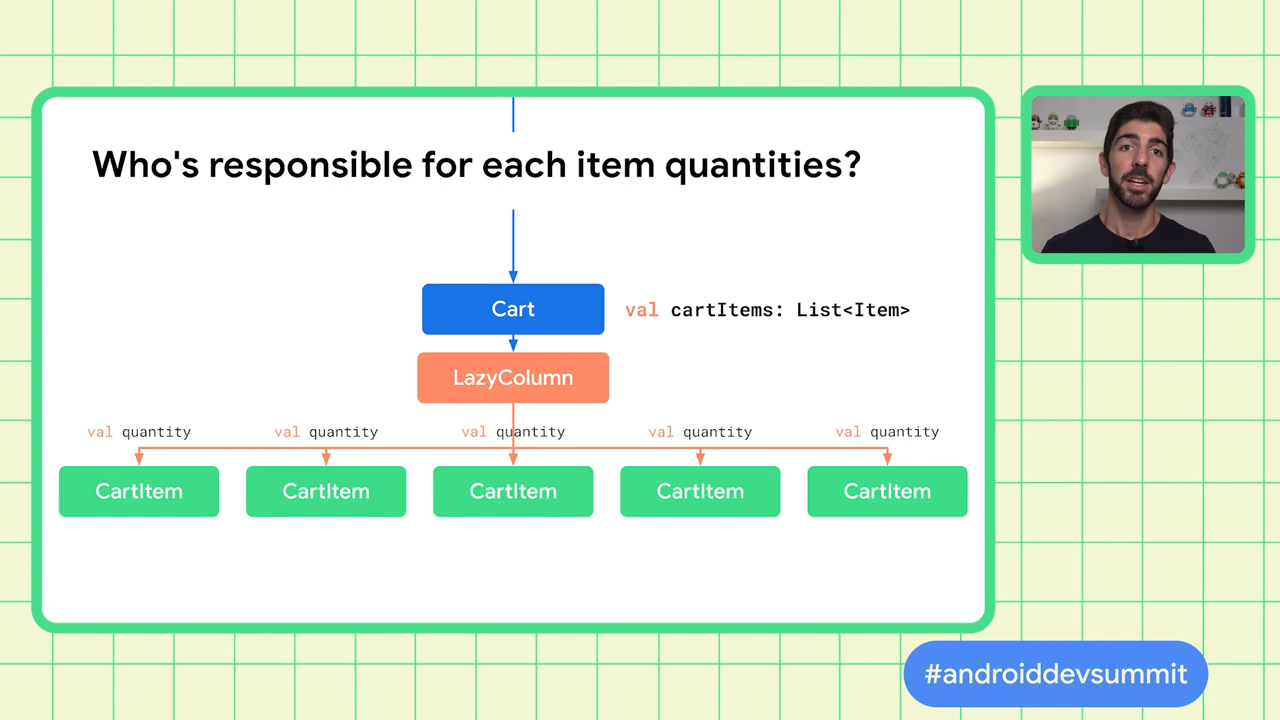 Who's responsible for each item quantities?
Cart
val cartItems: List<Item>
LazyColumn
val quantity
val quantity
val quantity
val quantity
val quantity
CartItem
CartItem
CartItem
CartItem
CartItem
#androiddevsummit